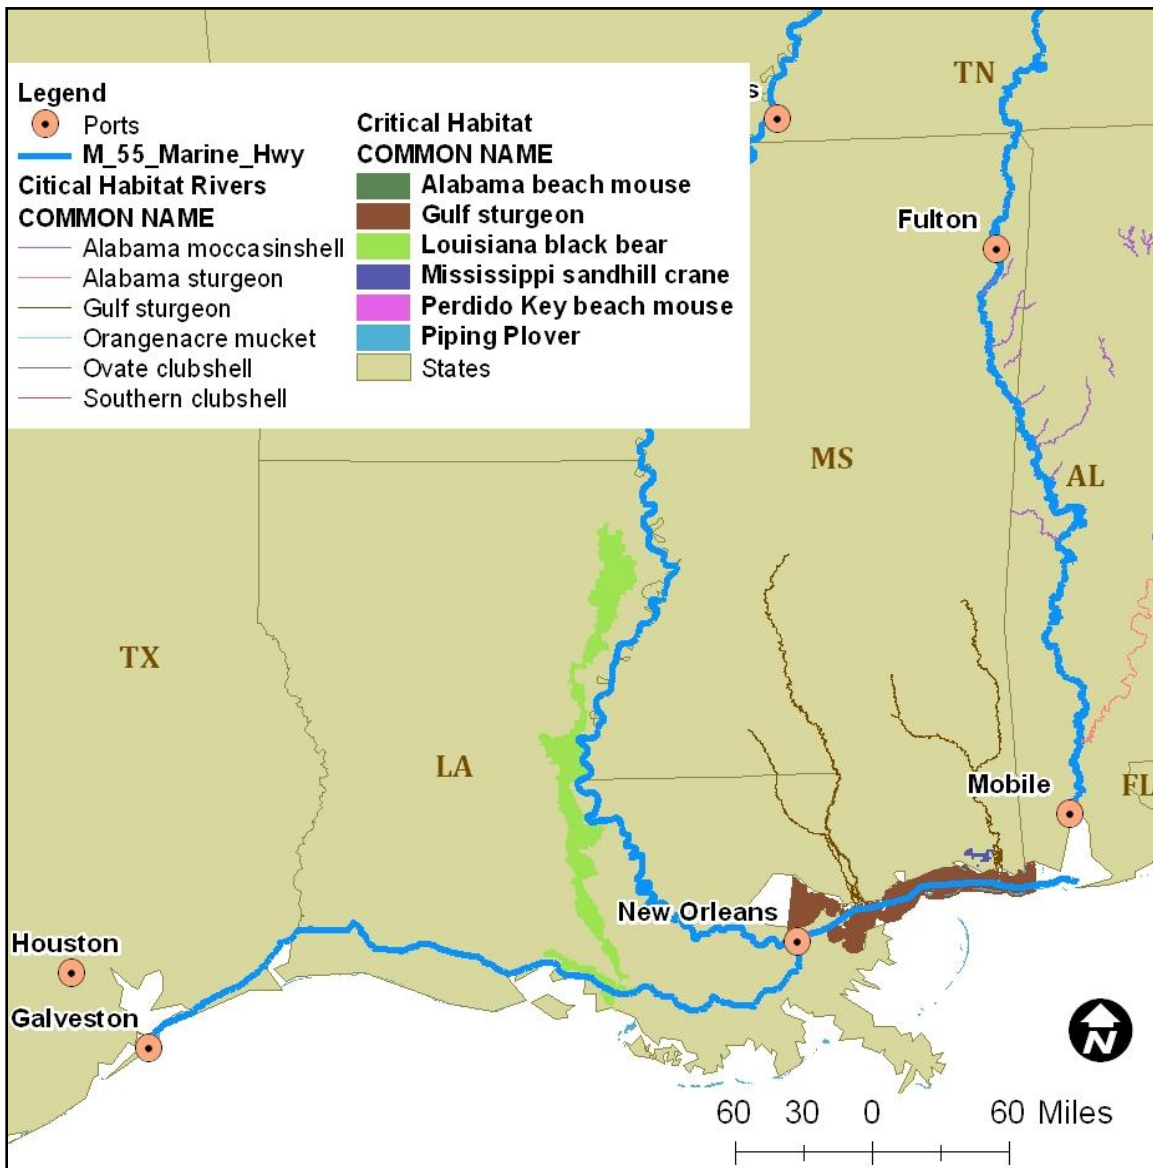 Legend
Ports
M_55_Marine_Hwy
Citical Habitat Rivers
COMMON NAME
Alabama moccasinshell
Alabama sturgeon
Gulf sturgeon
Orangenacre mucket
Ovate clubshell
Southern clubshell
Critical Habitat
COMMON NAME
Alabama beach mouse
Gulf sturgeon
Louisiana black bear
Mississippi sandhill crane
Perdido Key beach mouse
Piping Plover
States
s
TN
Fulton
MS
AL
TX
LA
Mobile
FL
New Orleans
Houston
Galveston
N
60 30 0 60 Miles